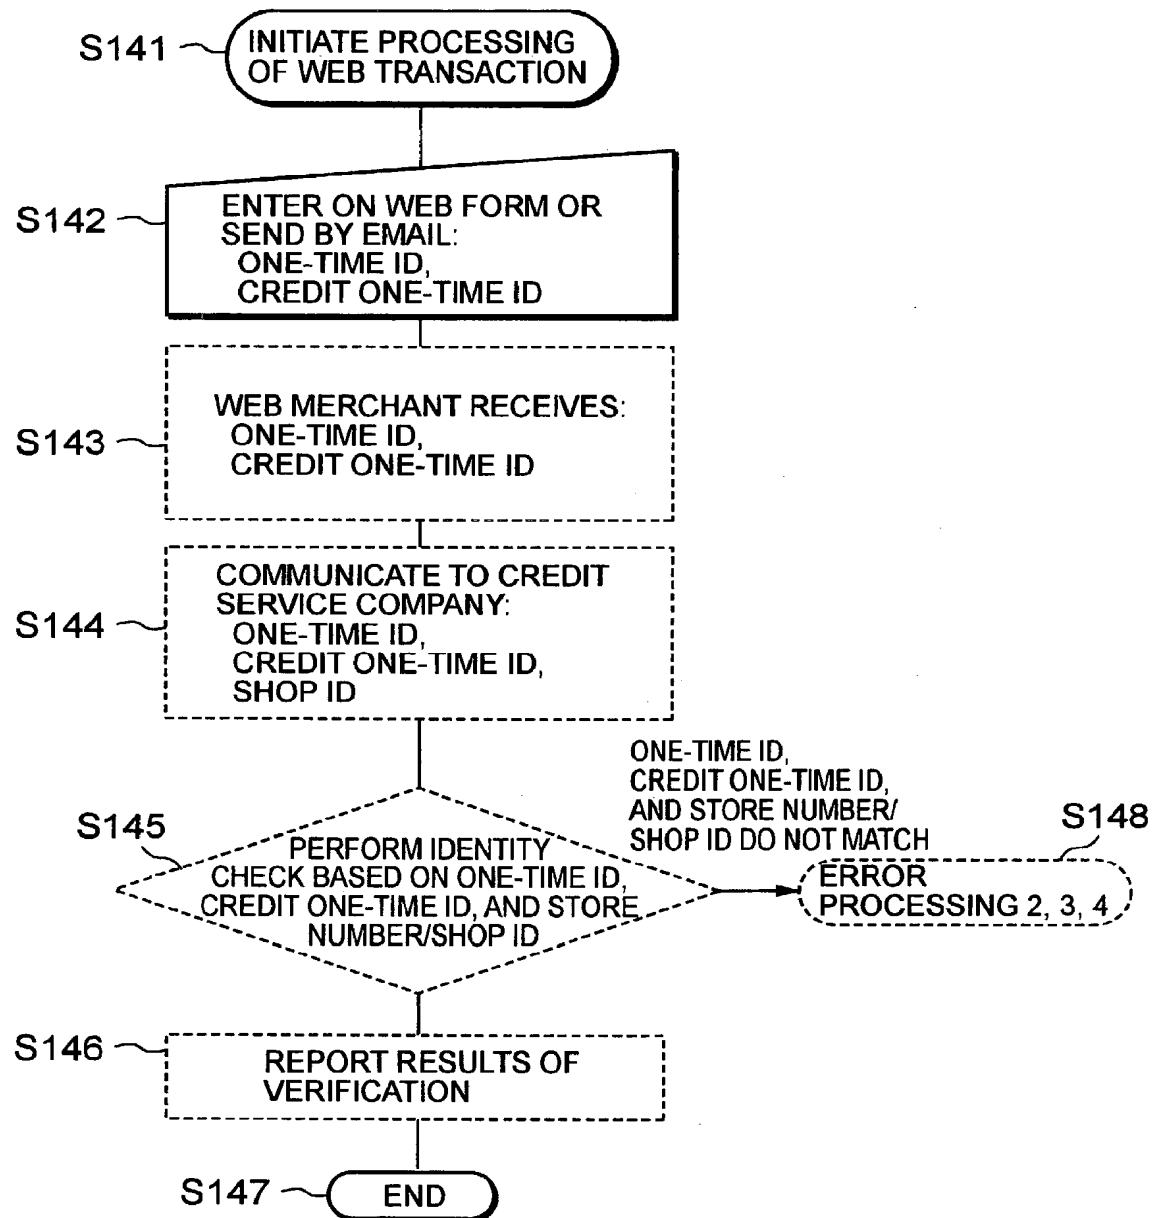 S141
INITIATE PROCESSING
OF WEB TRANSACTION
S142
ENTER ON WEB FORM OR
SEND BY EMAIL:
ONE-TIME ID,
CREDIT ONE-TIME ID
S143
WEB MERCHANT RECEIVES:
ONE-TIME ID,
CREDIT ONE-TIME ID
S144
COMMUNICATE TO CREDIT
SERVICE COMPANY:
ONE-TIME ID,
CREDIT ONE-TIME ID,
SHOP ID
S145
PERFORM IDENTITY
CHECK BASED ON ONE-TIME ID,
CREDIT ONE-TIME ID, AND STORE
NUMBER/SHOP ID
ONE-TIME ID,
CREDIT ONE-TIME ID,
AND STORE NUMBER/
SHOP ID DO NOT MATCH
S148
ERROR
PROCESSING 2, 3, 4
S146
REPORT RESULTS OF
VERIFICATION
S147
END